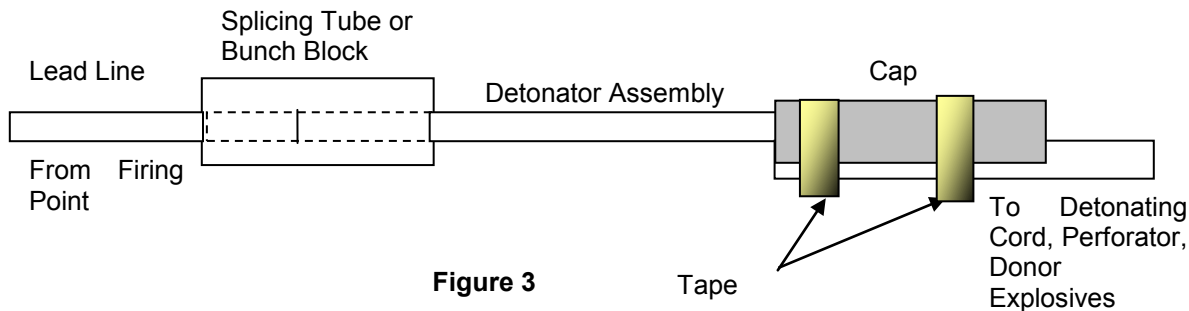 Splicing Tube or
Bunch Block
Lead Line
Cap
Detonator Assembly
From Firing
Point
To Detonating
Cord, Perforator,
Donor
Explosives
Figure 3
Tape